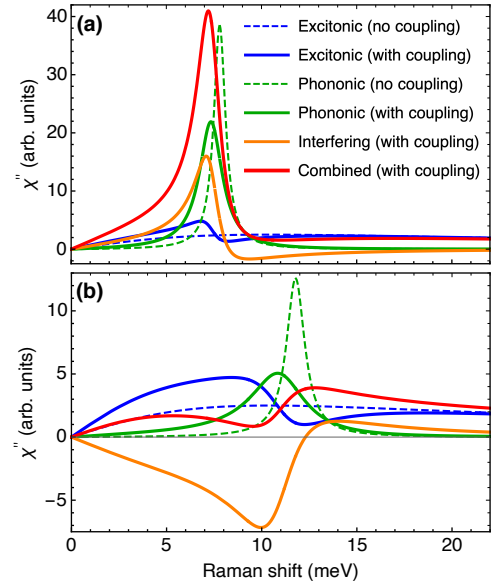 40
30
20
10
0
χ'' (arb. units)
(a)
Excitonic (no coupling)
Excitonic (with coupling)
Phononic (no coupling)
Phononic (with coupling)
Interfering (with coupling)
Combined (with coupling)
10
5
0
−5
χ'' (arb. units)
(b)
0 5 10 15 20
Raman shift (meV)